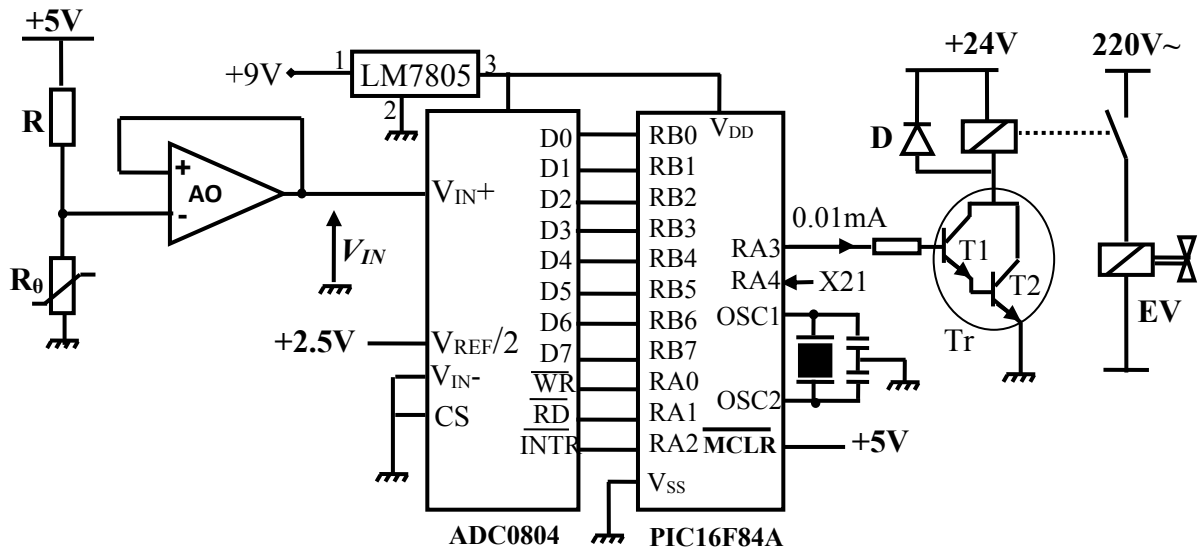 +5V
R
Rθ
+
-
AO
VIN
+9V
1
LM7805
3
2
VIN+
+2.5V
VREF/2
VIN-
CS
D0
D1
D2
D3
D4
D5
D6
D7
WR
RD
INTR
ADC0804
VDD
RB0
RB1
RB2
RB3
RB4
RB5
RB6
RB7
RA0
RA1
RA2
VSS
RA3
RA4
X21
OSC1
OSC2
MCLR
+5V
PIC16F84A
0.01mA
+24V
D
T1
T2
Tr
220V~
EV